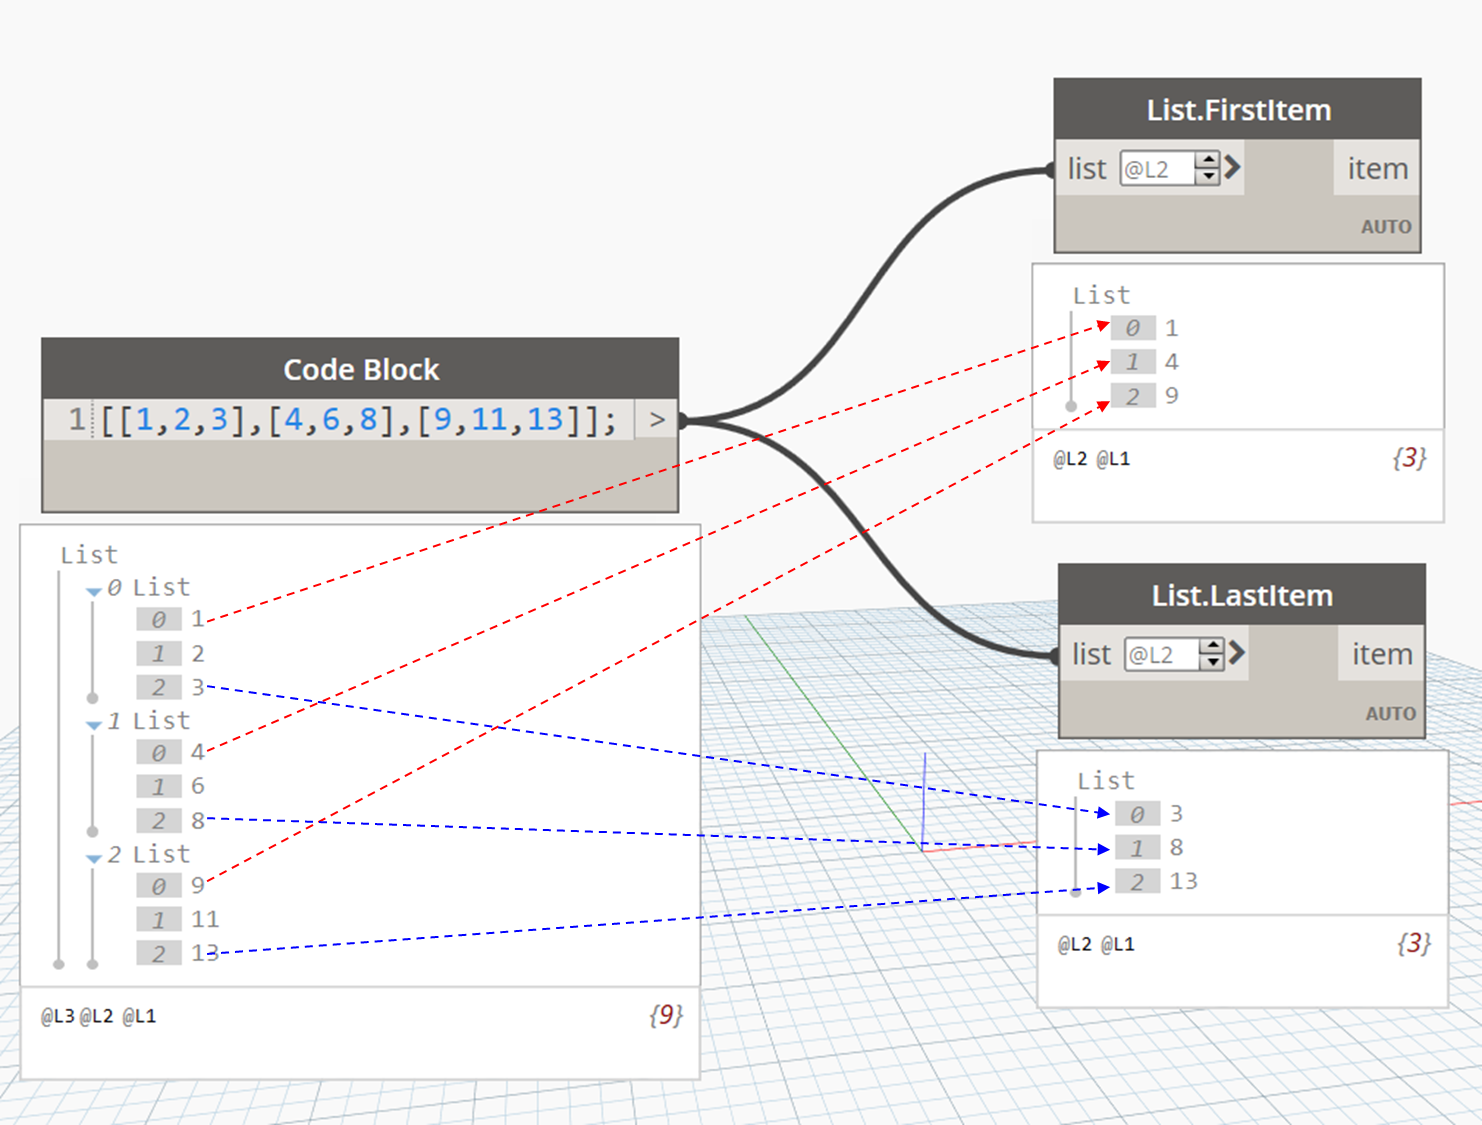 List.FirstItem
list @L2 item
AUTO
List
0 1
1 4
2 9
@L2 @L1 {3}
Code Block
1 [[1,2,3],[4,6,8],[9,11,13]]; >
List
0 List
0 1
1 2
2 3
1 List
0 4
1 6
2 8
2 List
0 9
1 11
2 13
@L3 @L2 @L1 {9}
List.LastItem
list @L2 item
AUTO
List
0 3
1 8
2 13
@L2 @L1 {3}